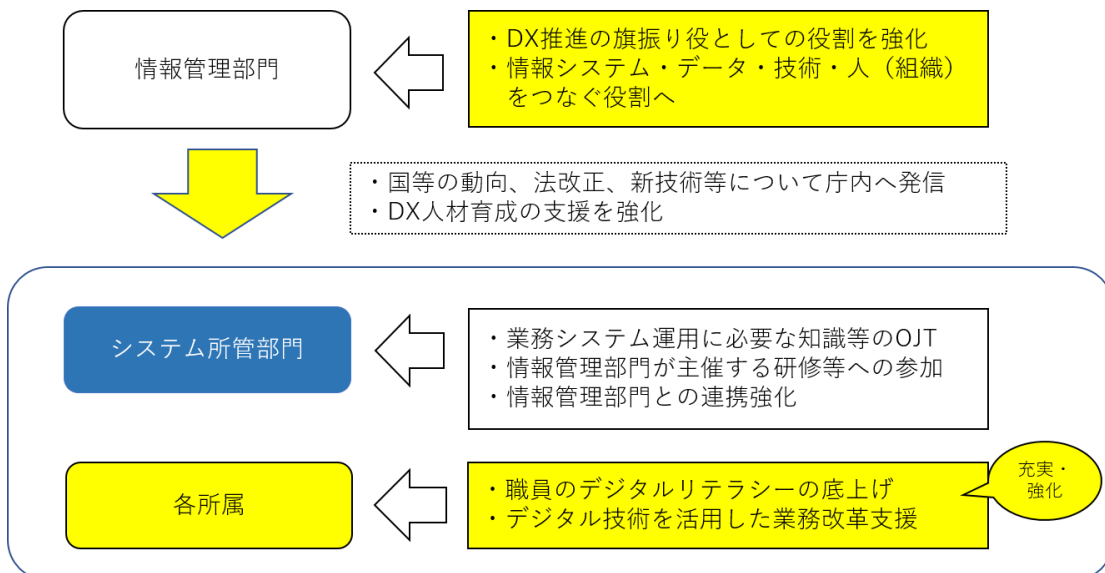 情報管理部門
・DX推進の旗振り役としての役割を強化
・情報システム・データ・技術・人（組織）
をつなぐ役割へ
・国等の動向、法改正、新技術等について庁内へ発信
・DX人材育成の支援を強化
システム所管部門
・業務システム運用に必要な知識等のOJT
・情報管理部門が主催する研修等への参加
・情報管理部門との連携強化
各所属
・職員のデジタルリテラシーの底上げ
・デジタル技術を活用した業務改革支援
充実・
強化